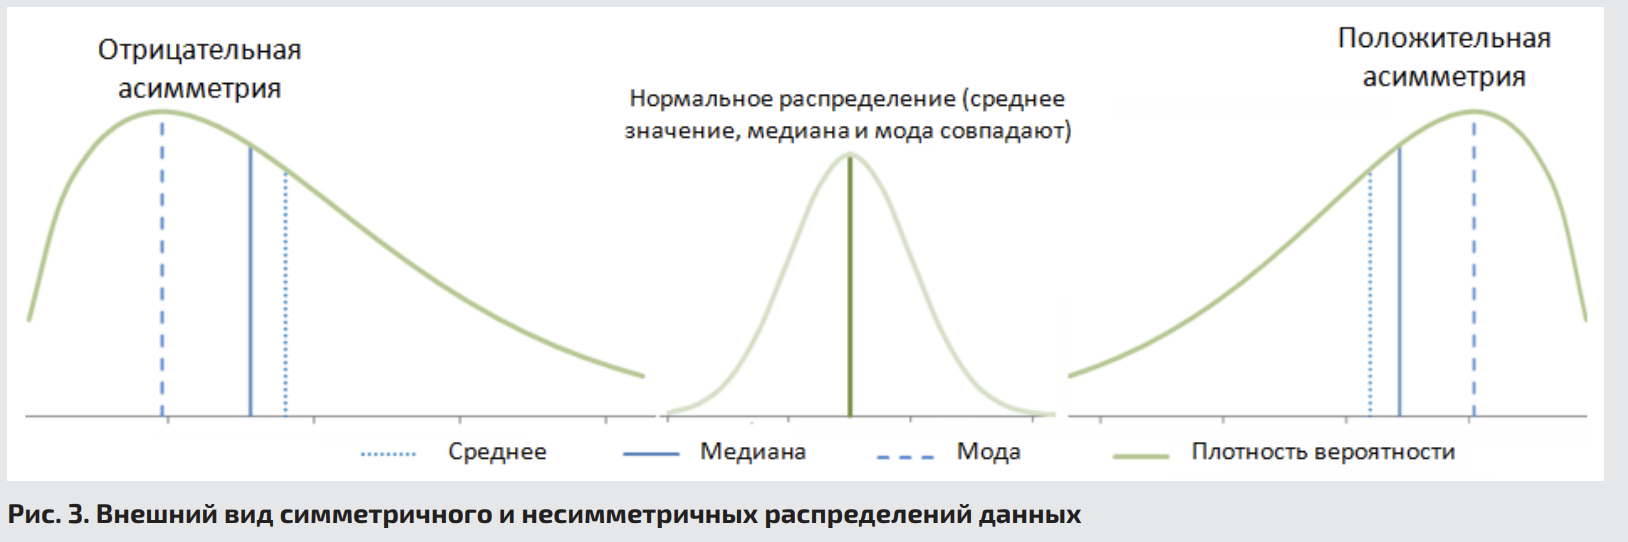 Отрицательная
асимметрия
Нормальное распределение (среднее
значение, медиана и мода совпадают)
Положительная
асимметрия
Среднее
Медиана
Мода
Плотность вероятности
Рис. 3. Внешний вид симметричного и несимметричных распределений данных